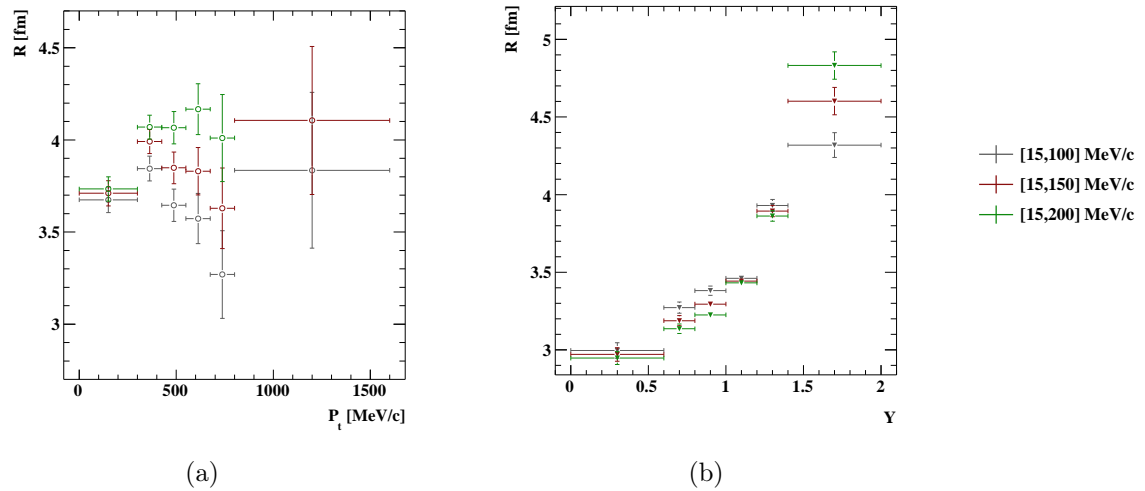 R [fm]
4.5
4
3.5
3
0
500
1000
1500
P_t [MeV/c]
(a)
R [fm]
5
4.5
4
3.5
3
0
0.5
1
1.5
2
Y
(b)
[15,100] MeV/c
[15,150] MeV/c
[15,200] MeV/c